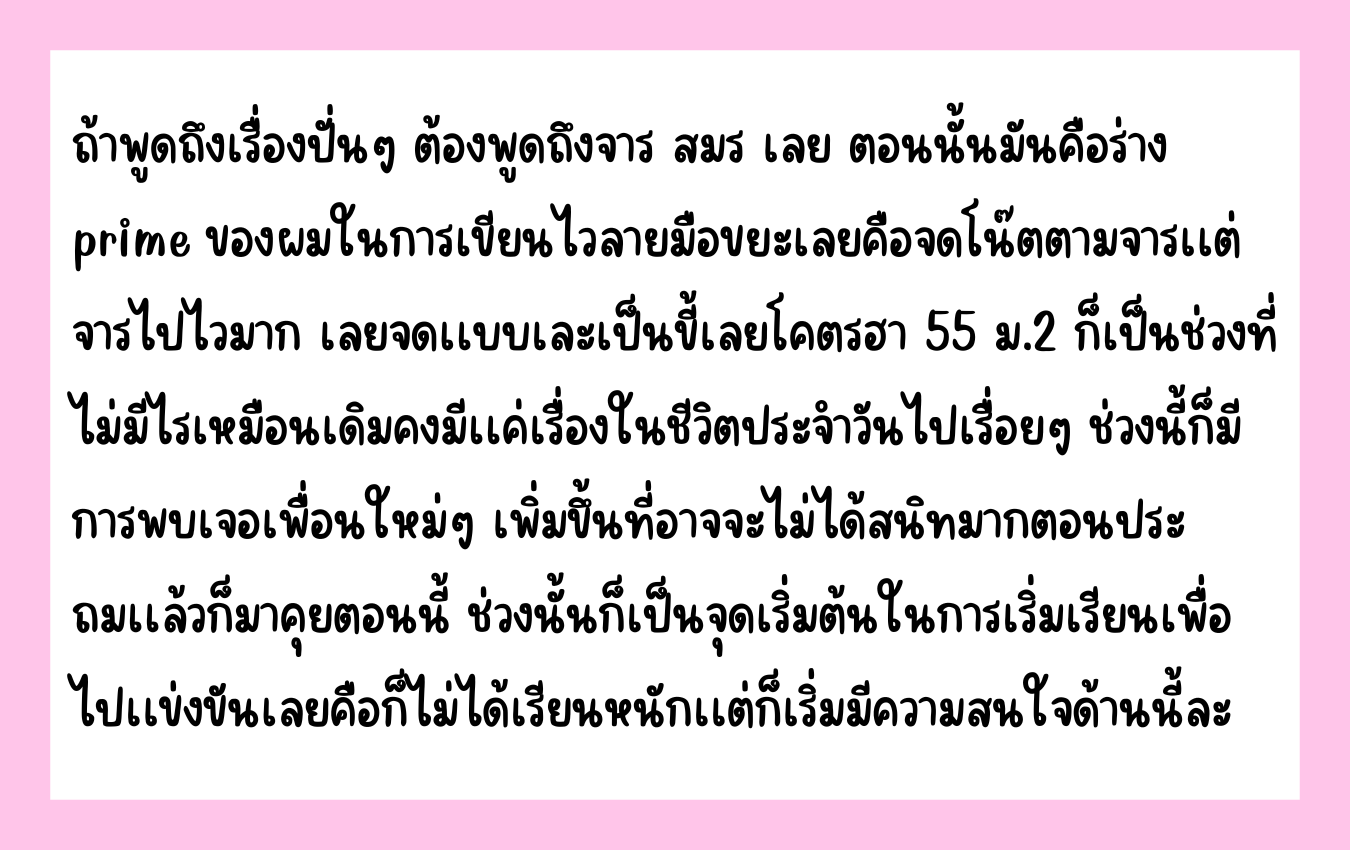 ถ้าพูดถึงเรื่องปั่นๆ ต้องพูดถึงจาร สมร เลย ตอนนั้นมันคือร่าง
prime ของผมในการเขียนไวลายมือขยะเลยคือจดโน๊ตตามจารแต่
จารไปไวมาก เลยจดแบบเละเป็นขี้เลยโคตรฮา 55 ม.2 ก็เป็นช่วงที่
ไม่มีไรเหมือนเดิมคงมีแค่เรื่องในชีวิตประจำวันไปเรื่อยๆ ช่วงนี้ก็มี
การพบเจอเพื่อนใหม่ๆ เพิ่มขึ้นที่อาจจะไม่ได้สนิทมากตอนประ
ถมแล้วก็มาคุยตอนนี้ ช่วงนั้นก็เป็นจุดเริ่มต้นในการเริ่มเรียนเพื่อ
ไปแข่งขันเลยคือก็ไม่ได้เรียนหนักแต่ก็เริ่มมีความสนใจด้านนี้ละ